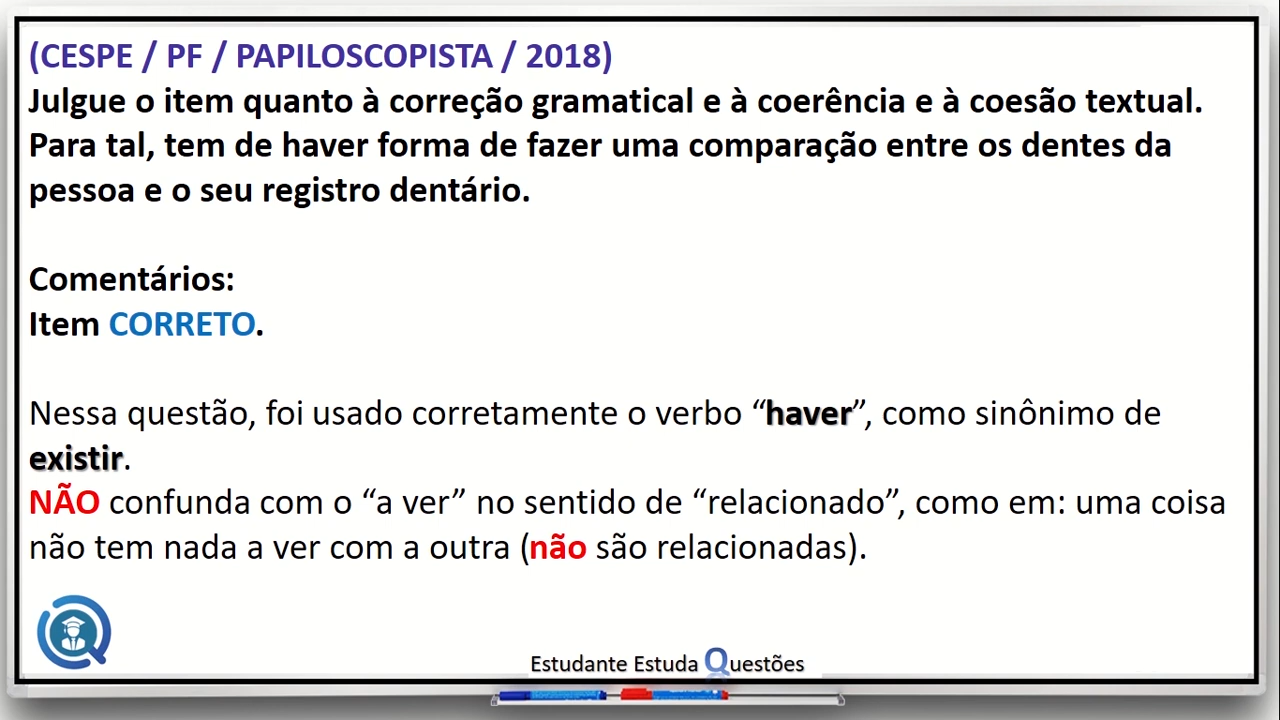 (CESPE / PF / PAPILOSCOPISTA / 2018)
Julgue o item quanto à correção gramatical e à coerência e à coesão textual.
Para tal, tem de haver forma de fazer uma comparação entre os dentes da
pessoa e o seu registro dentário.
Comentários:
Item CORRETO.
Nessa questão, foi usado corretamente o verbo “haver”, como sinônimo de
existir.
NÃO confunda com o “a ver” no sentido de “relacionado”, como em: uma coisa
não tem nada a ver com a outra (não são relacionadas).
Estudante Estuda Questões